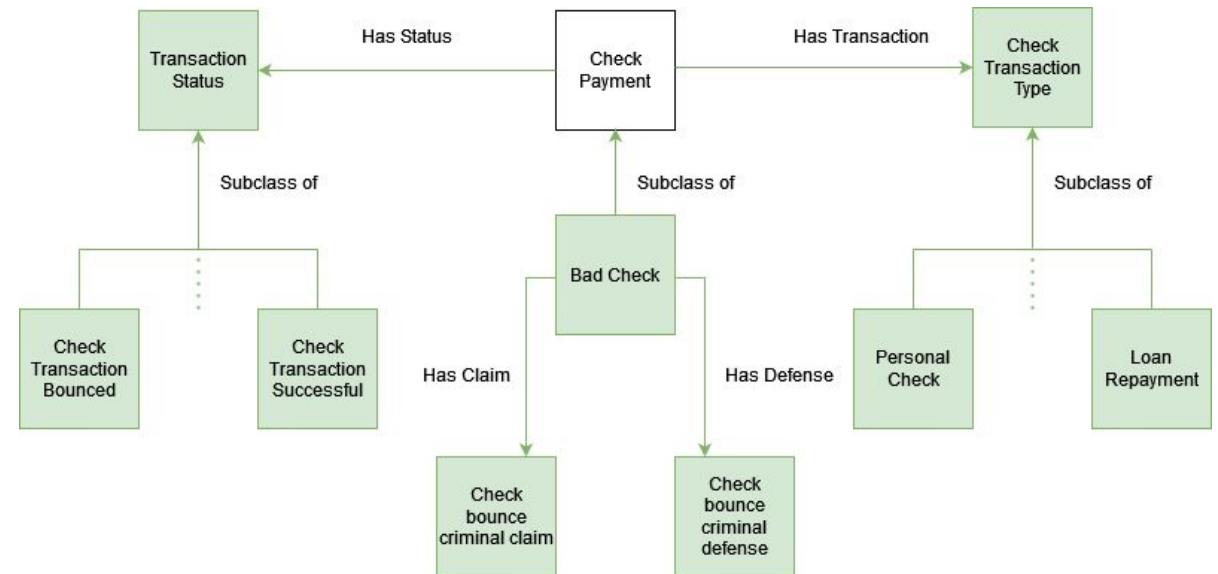 Has Status
Has Transaction
Transaction
Status
Check
Payment
Check
Transaction
Type
Subclass of
Subclass of
Subclass of
Bad Check
Check
Transaction
Bounced
Check
Transaction
Successful
Personal
Check
Loan
Repayment
Has Claim
Has Defense
Check
bounce
criminal claim
Check
bounce
criminal
defense